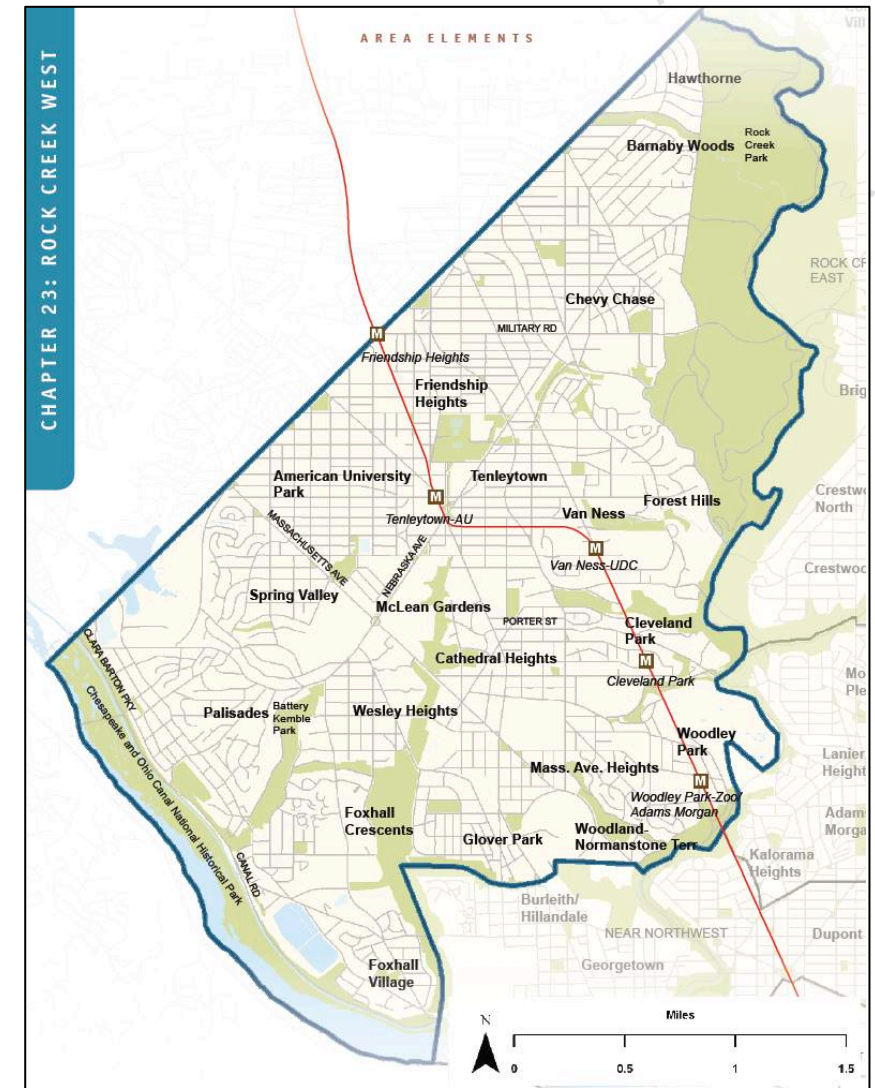 CHAPTER 23: ROCK CREEK WEST
AREA ELEMENTS
Vill
Hawthorne
Barnaby Woods
Rock
Creek
Park
ROCK CR
EAST
Chevy Chase
MILITARY RD
M
Friendship Heights
Friendship
Heights
Brig
American University
Park
Tenleytown
M
Tenleytown-AU
Forest Hills
Van Ness
Crestwo
North
M
Van Ness-UDC
MASSACHUSETTS AVE
NEBRASKA AVE
Crestwoo
Spring Valley
McLean Gardens
PORTER ST
Cleveland
Park
CLARA BARTON PKY
Cathedral Heights
M
Cleveland Park
Mo
Ple
Chesapeake and Ohio Canal National Historical Park
Palisades
Battery
Kemble
Park
Wesley Heights
Woodley
Park
Lanier
Height
Mass. Ave. Heights
M
Woodley Park-Zoo/
Adams Morgan
Adam
Morga
Foxhall
Crescents
Glover Park
Woodland-
Normanstone Terr
CANAL RD
Kalorama
Heights
Burleith/
Hillandale
NEAR NORTHWEST
Dupont
Georgetown
Foxhall
Village
N
Miles
0 0.5 1 1.5